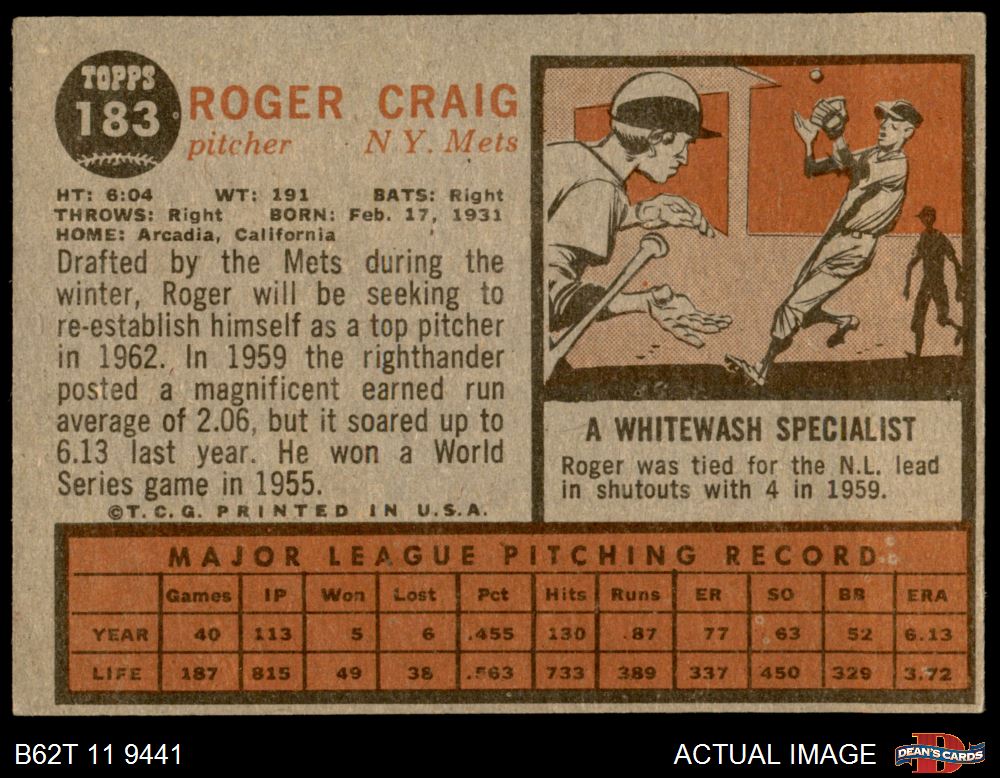 TOPPS
183
ROGER CRAIG
pitcher N Y. Mets
HT: 6:04 WT: 191 BATS: Right
THROWS: Right BORN: Feb. 17, 1931
HOME: Arcadia, California
Drafted by the Mets during the
winter, Roger will be seeking to
re-establish himself as a top pitcher
in 1962. In 1959 the righthander
posted a magnificent earned run
average of 2.06, but it soared up to
6.13 last year. He won a World
Series game in 1955.
©T. C. G. PRINTED IN U.S.A.
A WHITEWASH SPECIALIST
Roger was tied for the N.L. lead
in shutouts with 4 in 1959.
MAJOR LEAGUE PITCHING RECORD
Games IP Won Lost Pct Hits Runs ER SO BB ERA
YEAR 40 113 5 6 .455 130 87 77 63 52 6.13
LIFE 187 815 49 38 .563 733 389 337 450 329 3.72
B62T 11 9441 ACTUAL IMAGE DEAN'S CARDS